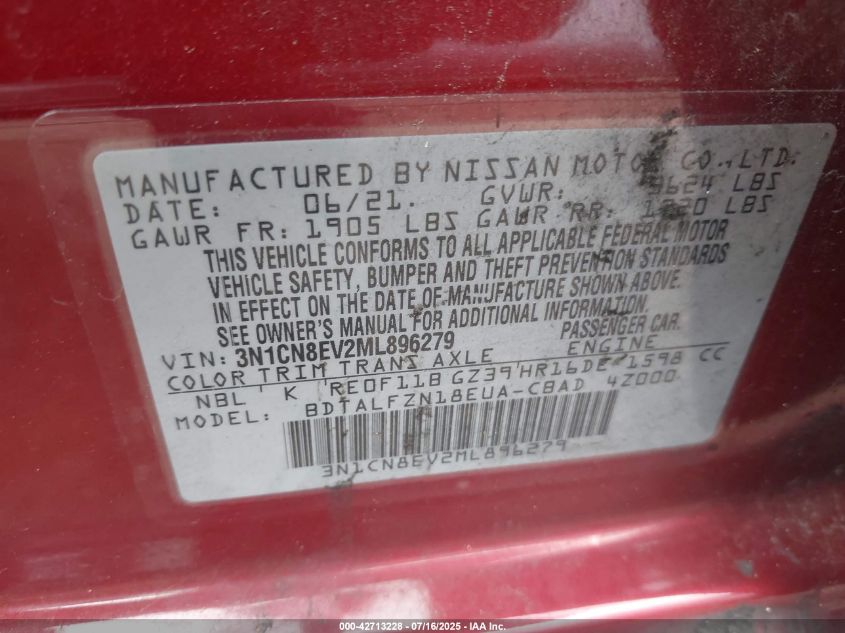 MANUFACTURED BY NISSAN MOTOR CO., LTD.
DATE: 06/21. GVWR: 3624 LBS
GAWR FR: 1905 LBS GAWR RR: LBS
THIS VEHICLE CONFORMS TO ALL APPLICABLE FEDERAL MOTOR
VEHICLE SAFETY, BUMPER AND THEFT PREVENTION STANDARDS
IN EFFECT ON THE DATE OF MANUFACTURE SHOWN ABOVE.
SEE OWNER'S MANUAL FOR ADDITIONAL INFORMATION.
PASSENGER CAR.
VIN: 3N1CN8EV2ML896279
COLOR TRIM TRANS AXLE ENGINE
NBL K RE0F11B GZ39 HR16DE 1598 CC
MODEL: BDTALFZN18EUA-CBAD 4Z000
3N1CN8EV2ML896279
000-42713228 - 07/16/2025 - IAA Inc.